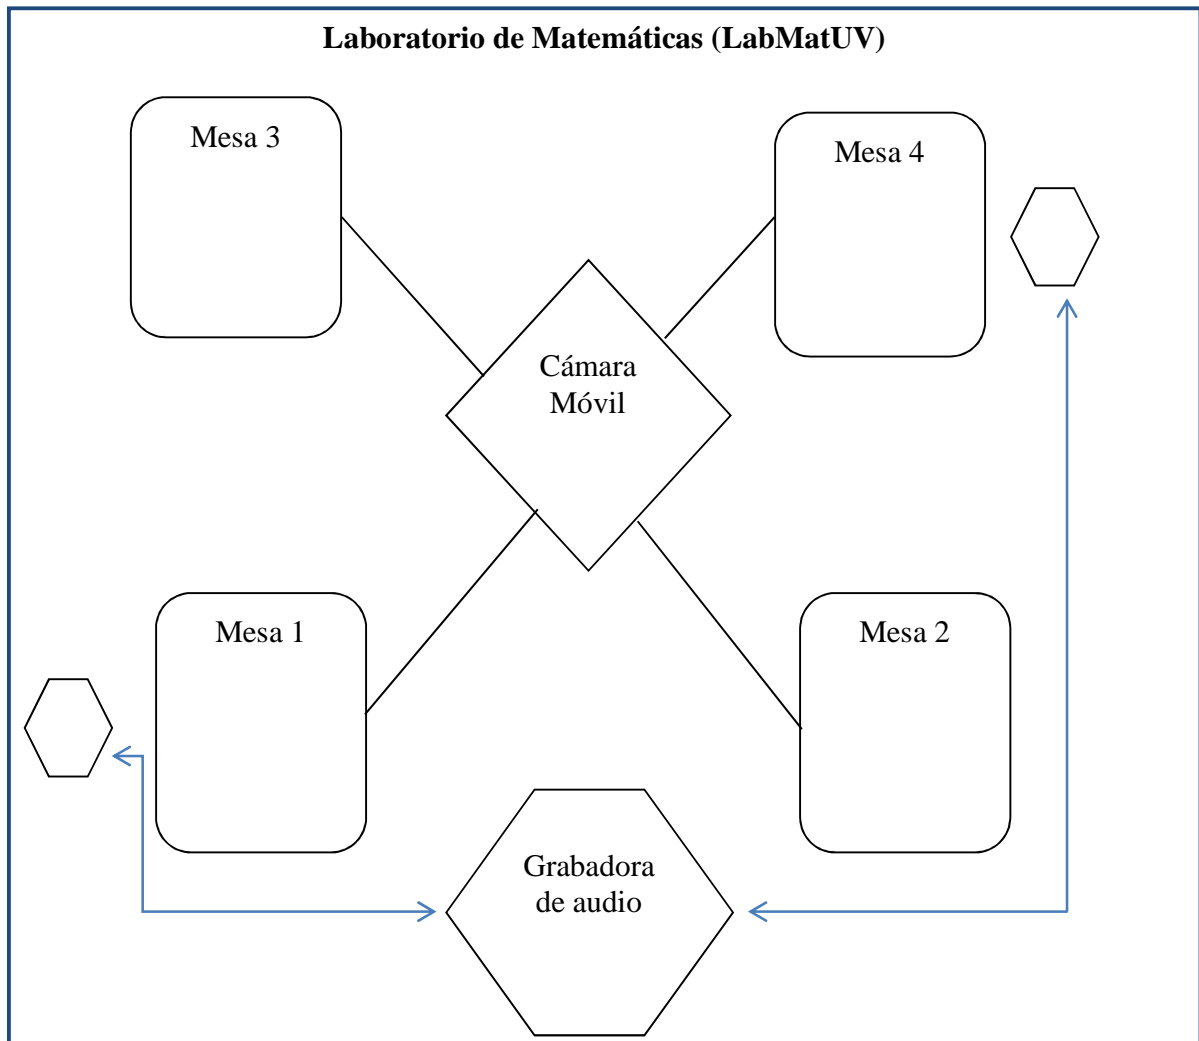 Laboratorio de Matemáticas (LabMatUV)
Mesa 3
Mesa 4
Cámara
Móvil
Mesa 1
Mesa 2
Grabadora
de audio